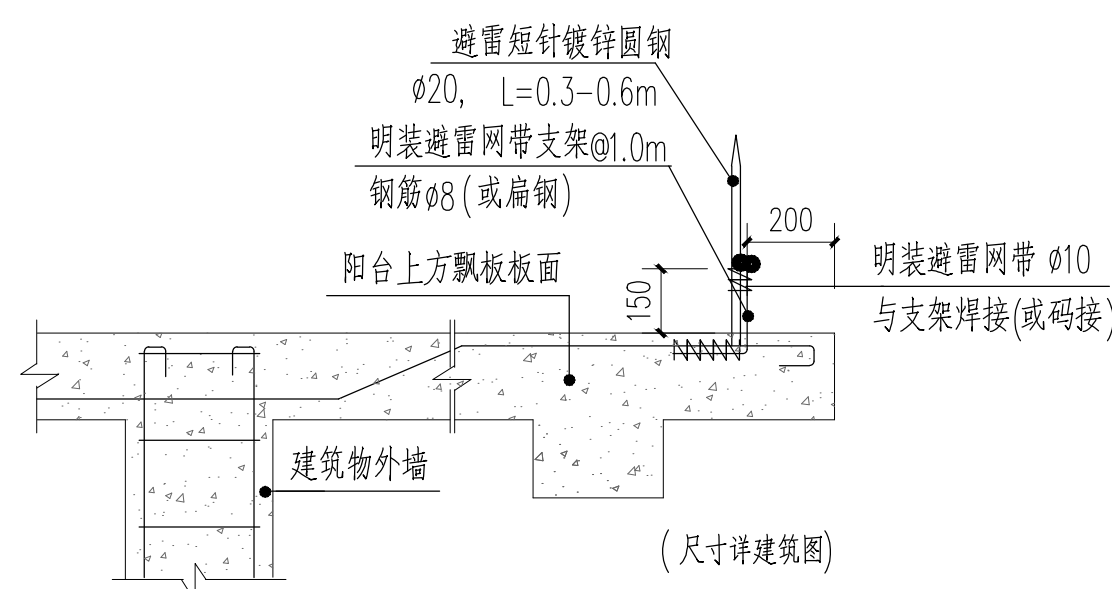 避雷短针镀锌圆钢
ø20, L=0.3-0.6m
明装避雷网带支架@1.0m
钢筋ø8(或扁钢)
200
阳台上方飘板板面
150
明装避雷网带 ø10
与支架焊接(或码接)
建筑物外墙
(尺寸详建筑图)